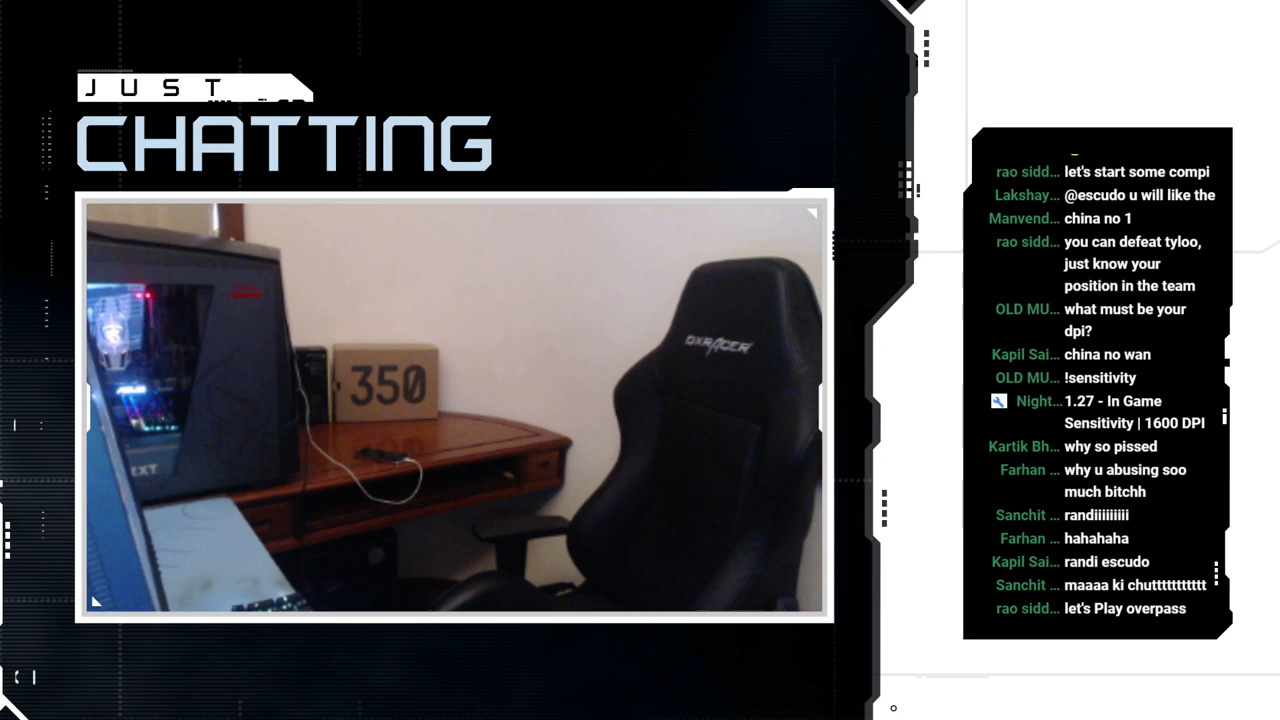 JUST
CHATTING
DXRACER
350
rao sidd... let's start some compi
Lakshay... @escudo u will like the
Manvend... china no 1
rao sidd... you can defeat tyloo,
just know your
position in the team
OLD MU... what must be your
dpi?
Kapil Sai... china no wan
OLD MU... !sensitivity
Night... 1.27 - In Game
Sensitivity | 1600 DPI
Kartik Bh... why so pissed
Farhan ... why u abusing soo
much bitchh
Sanchit ... randiiiiiiiii
Farhan ... hahahaha
Kapil Sai... randi escudo
Sanchit ... maaaa ki chutttttttttttt
rao sidd... let's Play overpass